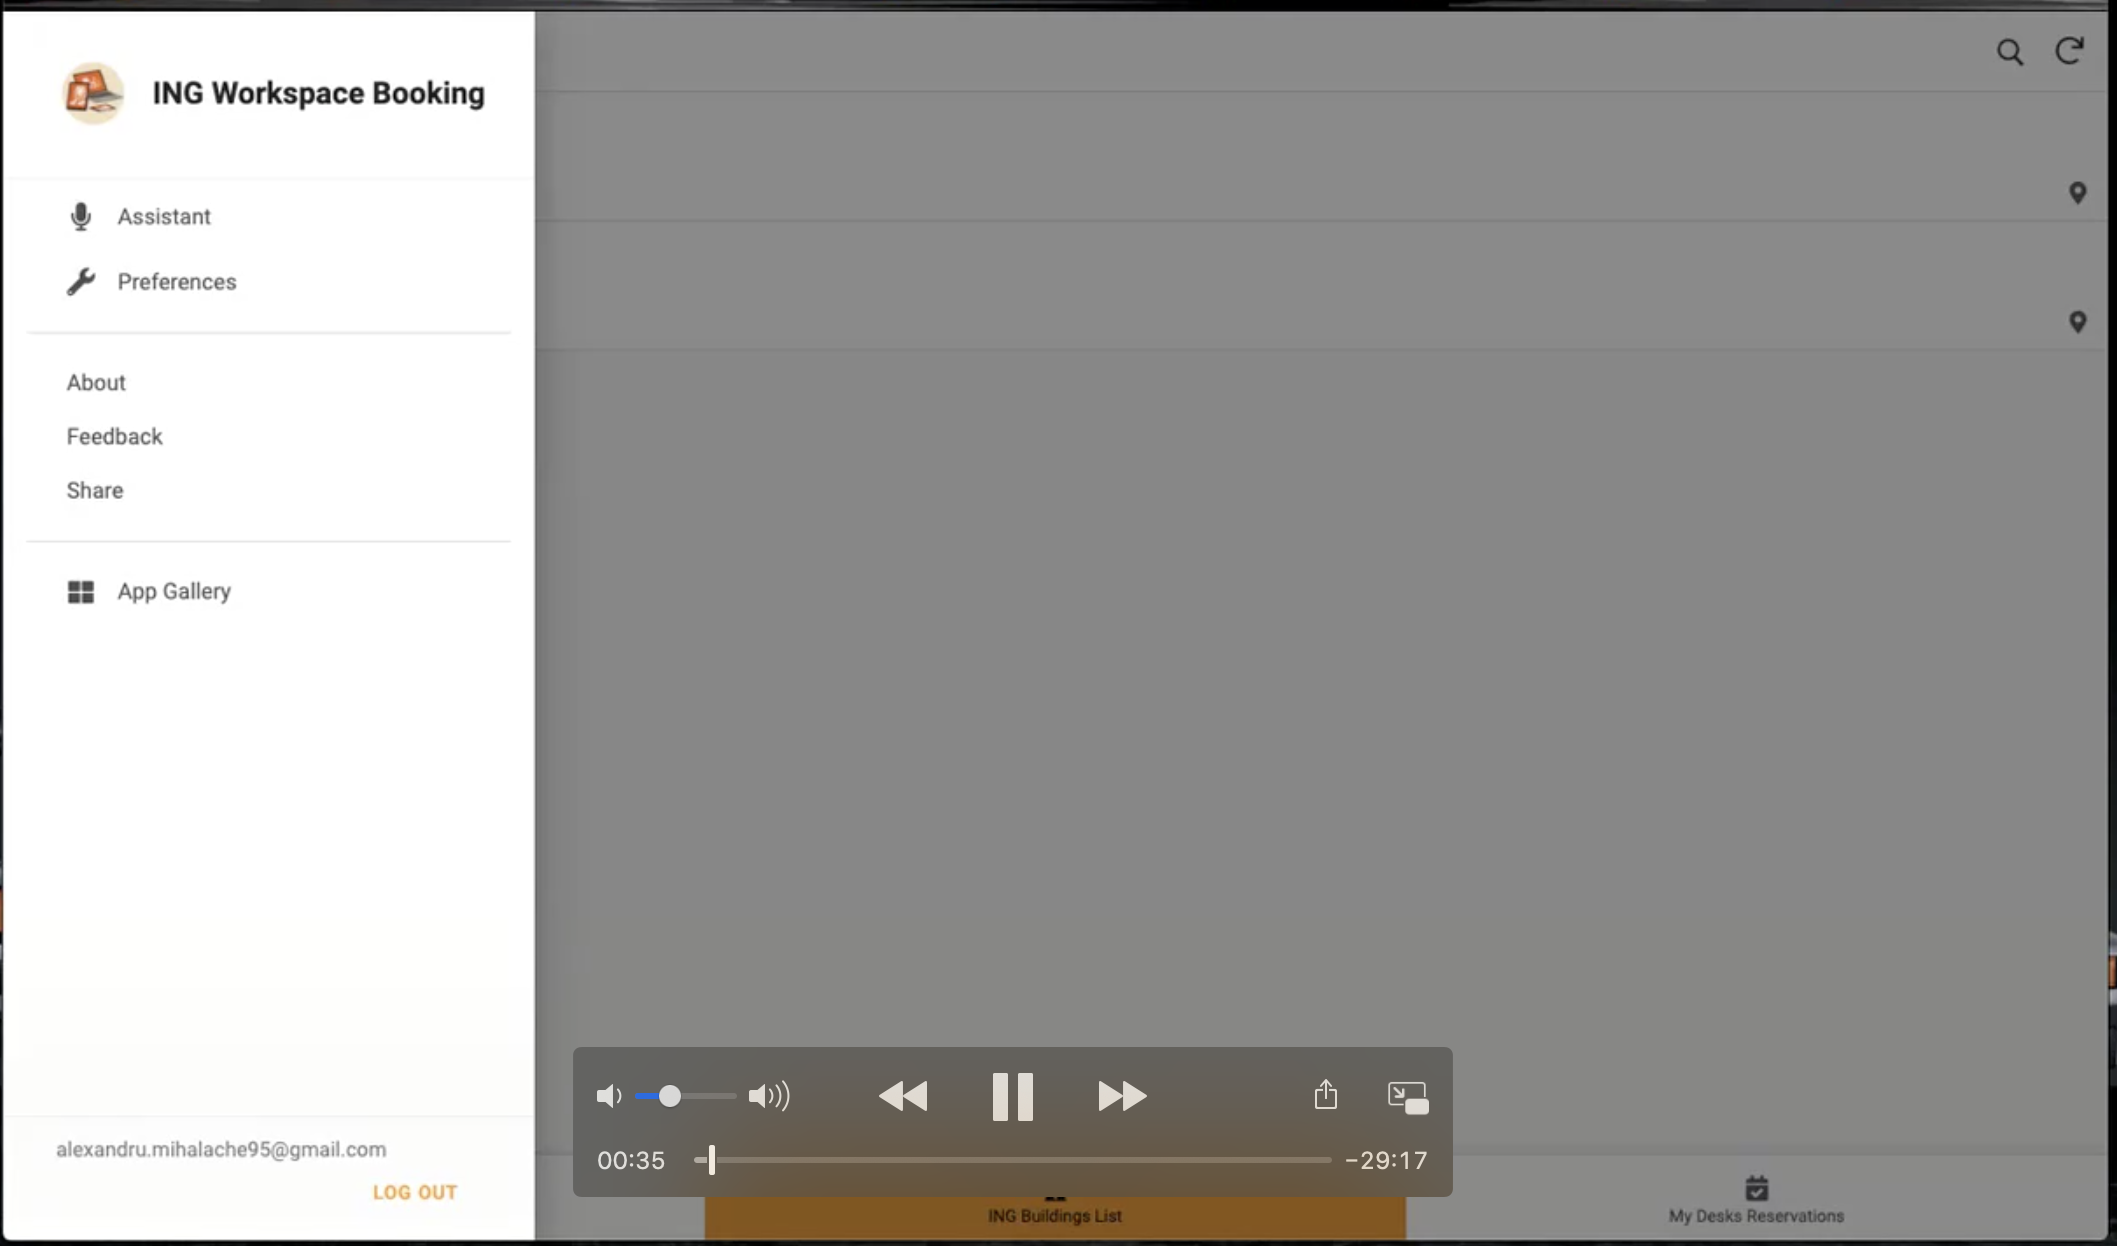 ING Workspace Booking
Assistant
Preferences
About
Feedback
Share
App Gallery
alexandru.mihalache95@gmail.com
LOG OUT
00:35
−29:17
ING Buildings List
My Desks Reservations